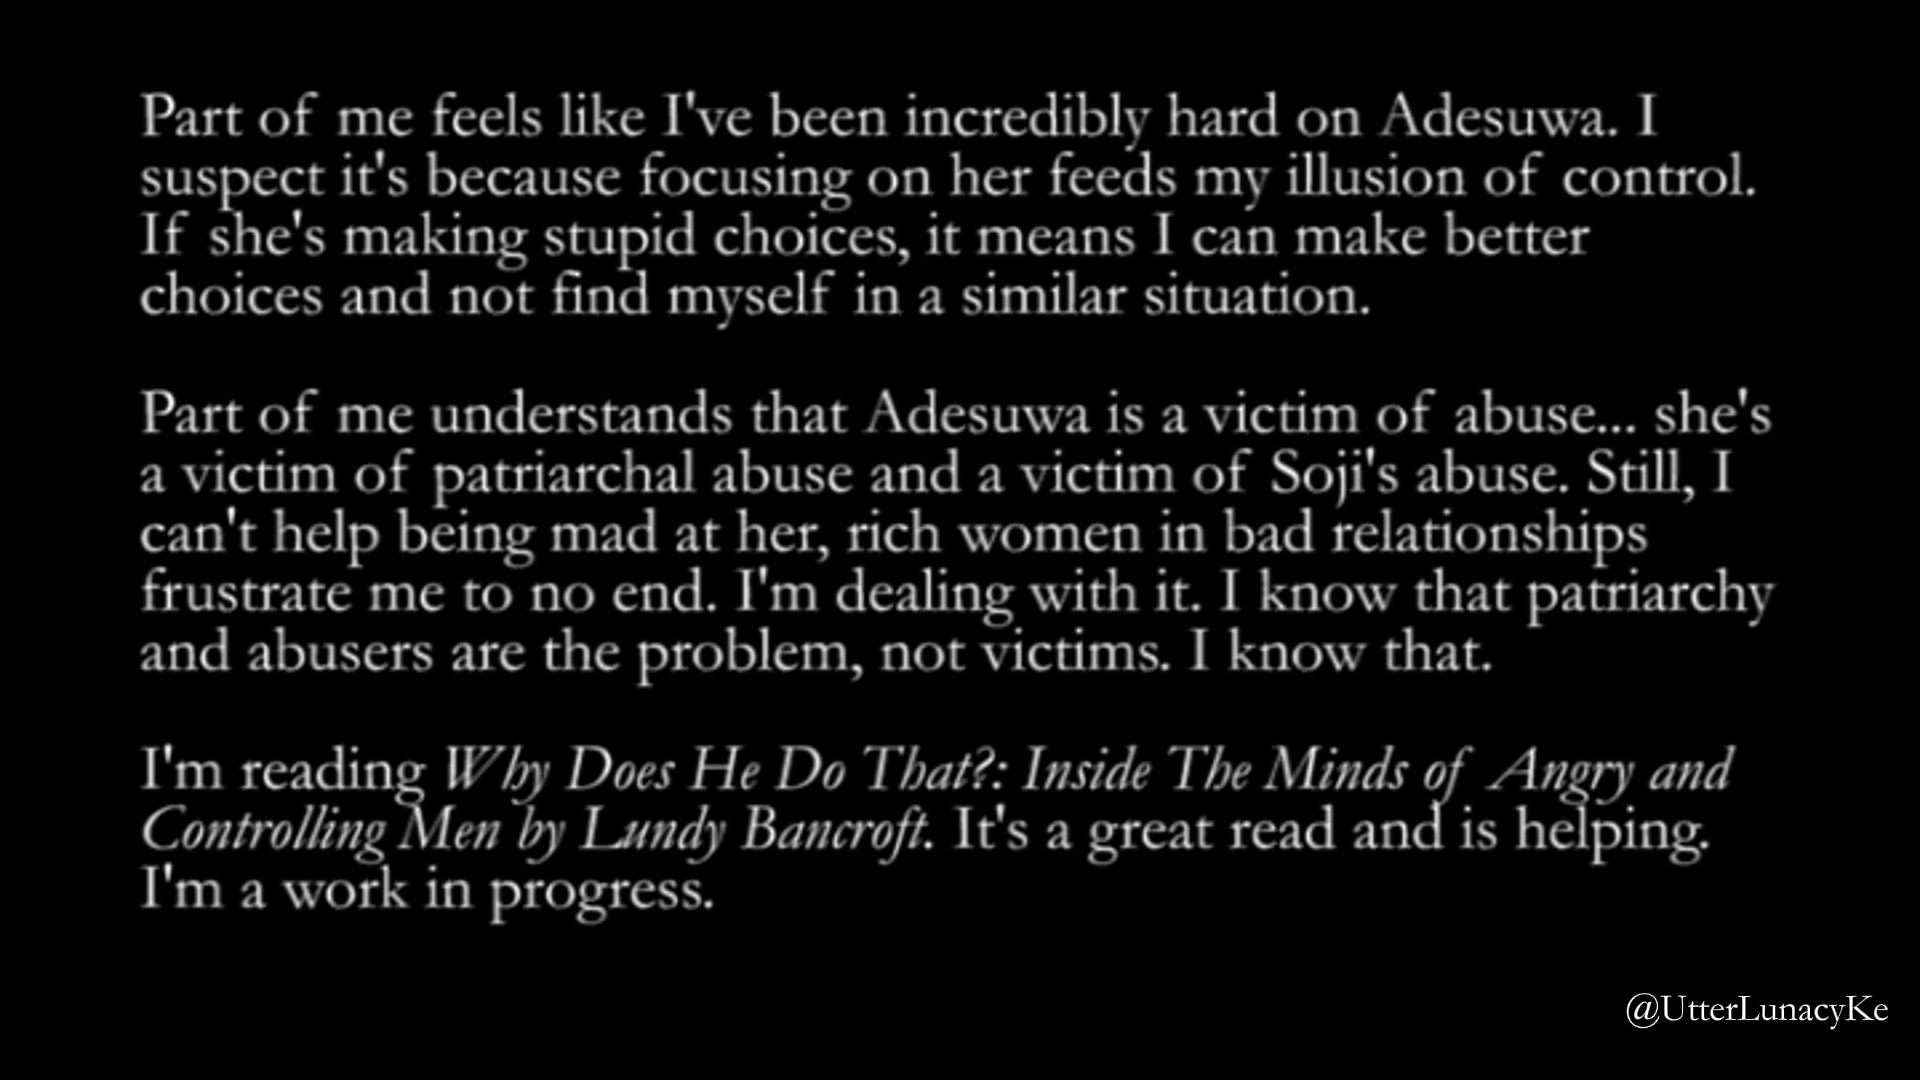 Part of me feels like I've been incredibly hard on Adesuwa. I
suspect it's because focusing on her feeds my illusion of control.
If she's making stupid choices, it means I can make better
choices and not find myself in a similar situation.
Part of me understands that Adesuwa is a victim of abuse... she's
a victim of patriarchal abuse and a victim of Soji's abuse. Still, I
can't help being mad at her, rich women in bad relationships
frustrate me to no end. I'm dealing with it. I know that patriarchy
and abusers are the problem, not victims. I know that.
I'm reading Why Does He Do That?: Inside The Minds of Angry and
Controlling Men by Lundy Bancroft. It's a great read and is helping.
I'm a work in progress.
@UtterLunacyKe